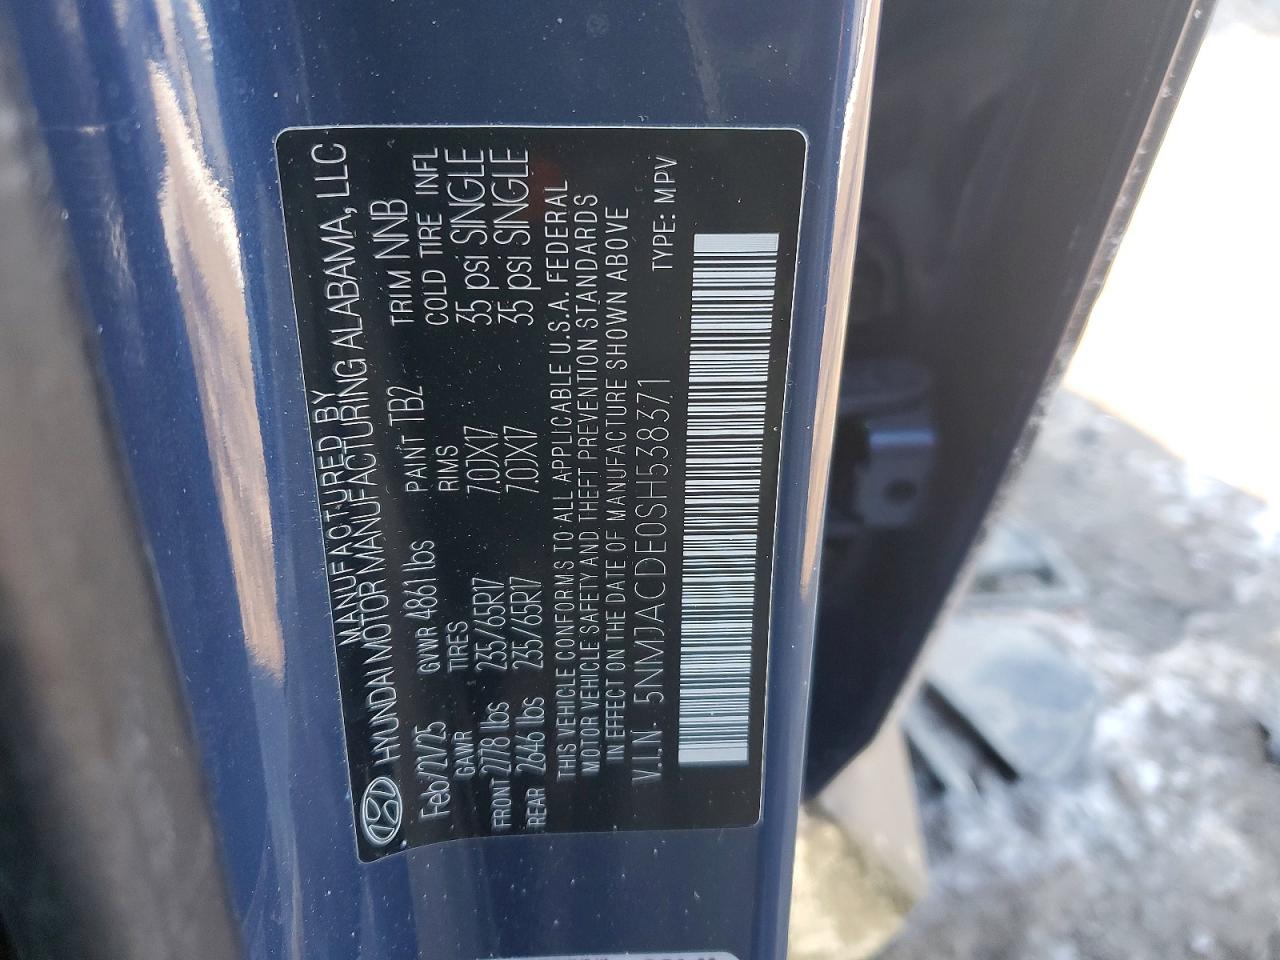 MANUFACTURED BY
HYUNDAI MOTOR MANUFACTURING ALABAMA, LLC
Feb/21/25 GVWR 4861 lbs PAINT TB2 TRIM NNB
GAWR TIRES RIMS COLD TIRE INFL
FRONT 2778 lbs 235/65R17 7.0JX17 35 psi SINGLE
REAR 2646 lbs 235/65R17 7.0JX17 35 psi SINGLE
THIS VEHICLE CONFORMS TO ALL APPLICABLE U.S.A. FEDERAL
MOTOR VEHICLE SAFETY AND THEFT PREVENTION STANDARDS
IN EFFECT ON THE DATE OF MANUFACTURE SHOWN ABOVE
V.I.N· 5NMJACDE0SH538371 TYPE: MPV